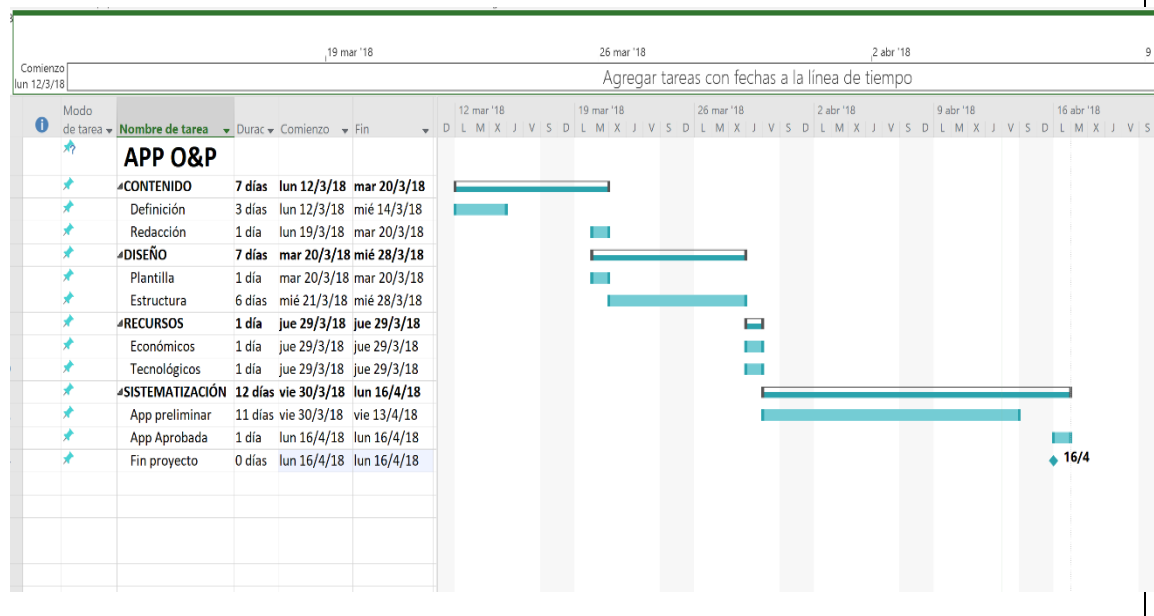 19 mar '18 26 mar '18 2 abr '18 9
Comienzo
lun 12/3/18
Agregar tareas con fechas a la línea de tiempo
Modo de tarea Nombre de tarea Durac Comienzo Fin
12 mar '18 19 mar '18 26 mar '18 2 abr '18 9 abr '18 16 abr '18
D L M X J V S D L M X J V S D L M X J V S D L M X J V S D L M X J V S D L M X J V S
APP O&P
CONTENIDO 7 días lun 12/3/18 mar 20/3/18
Definición 3 días lun 12/3/18 mié 14/3/18
Redacción 1 día lun 19/3/18 mar 20/3/18
DISEÑO 7 días mar 20/3/18 mié 28/3/18
Plantilla 1 día mar 20/3/18 mar 20/3/18
Estructura 6 días mié 21/3/18 mié 28/3/18
RECURSOS 1 día jue 29/3/18 jue 29/3/18
Económicos 1 día jue 29/3/18 jue 29/3/18
Tecnológicos 1 día jue 29/3/18 jue 29/3/18
SISTEMATIZACIÓN 12 días vie 30/3/18 lun 16/4/18
App preliminar 11 días vie 30/3/18 vie 13/4/18
App Aprobada 1 día lun 16/4/18 lun 16/4/18
Fin proyecto 0 días lun 16/4/18 lun 16/4/18 16/4